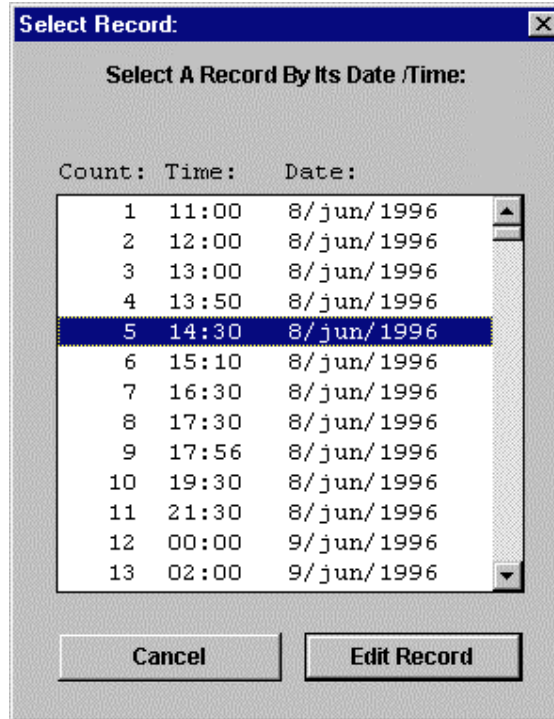 Select Record:
Select A Record By Its Date /Time:
Count: Time: Date:
1 11:00 8/jun/1996
2 12:00 8/jun/1996
3 13:00 8/jun/1996
4 13:50 8/jun/1996
5 14:30 8/jun/1996
6 15:10 8/jun/1996
7 16:30 8/jun/1996
8 17:30 8/jun/1996
9 17:56 8/jun/1996
10 19:30 8/jun/1996
11 21:30 8/jun/1996
12 00:00 9/jun/1996
13 02:00 9/jun/1996
Cancel Edit Record